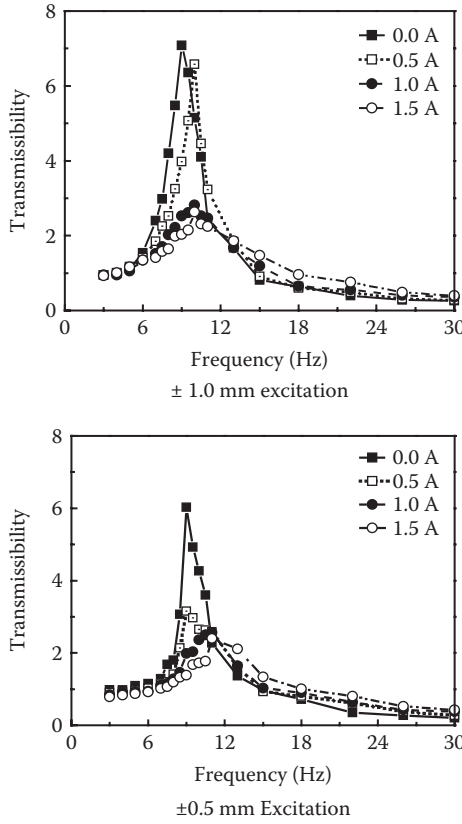 8
6
4
2
0
Transmissibility
0.0 A
0.5 A
1.0 A
1.5 A
0 6 12 18 24 30
Frequency (Hz)
± 1.0 mm excitation
8
6
4
2
0
Transmissibility
0.0 A
0.5 A
1.0 A
1.5 A
0 6 12 18 24 30
Frequency (Hz)
±0.5 mm Excitation